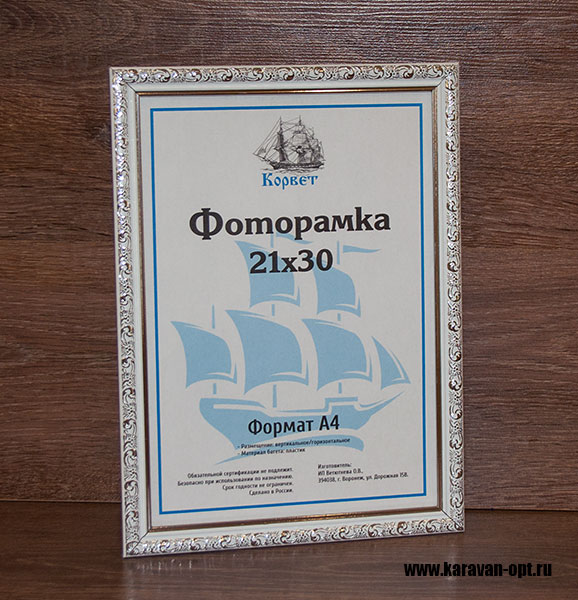 Корвет
Фоторамка
21х30
Формат А4
- Размещение: вертикальное/горизонтальное
- Материал багета: пластик
Обязательной сертификации не подлежит.
Безопасно при использовании по назначению.
Срок годности не ограничен.
Сделано в России.
Изготовитель:
ИП Ветютнева О.В.,
394038, г. Воронеж, ул. Дорожная 15В.
www.karavan-opt.ru